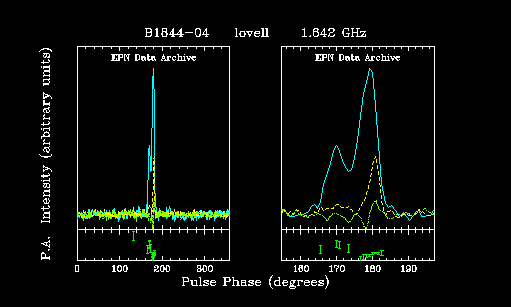 B1844-04 lovell 1.642 GHz
EPN Data Archive EPN Data Archive
P.A. Intensity (arbitrary units)
0 100 200 300 160 170 180 190
Pulse Phase (degrees)